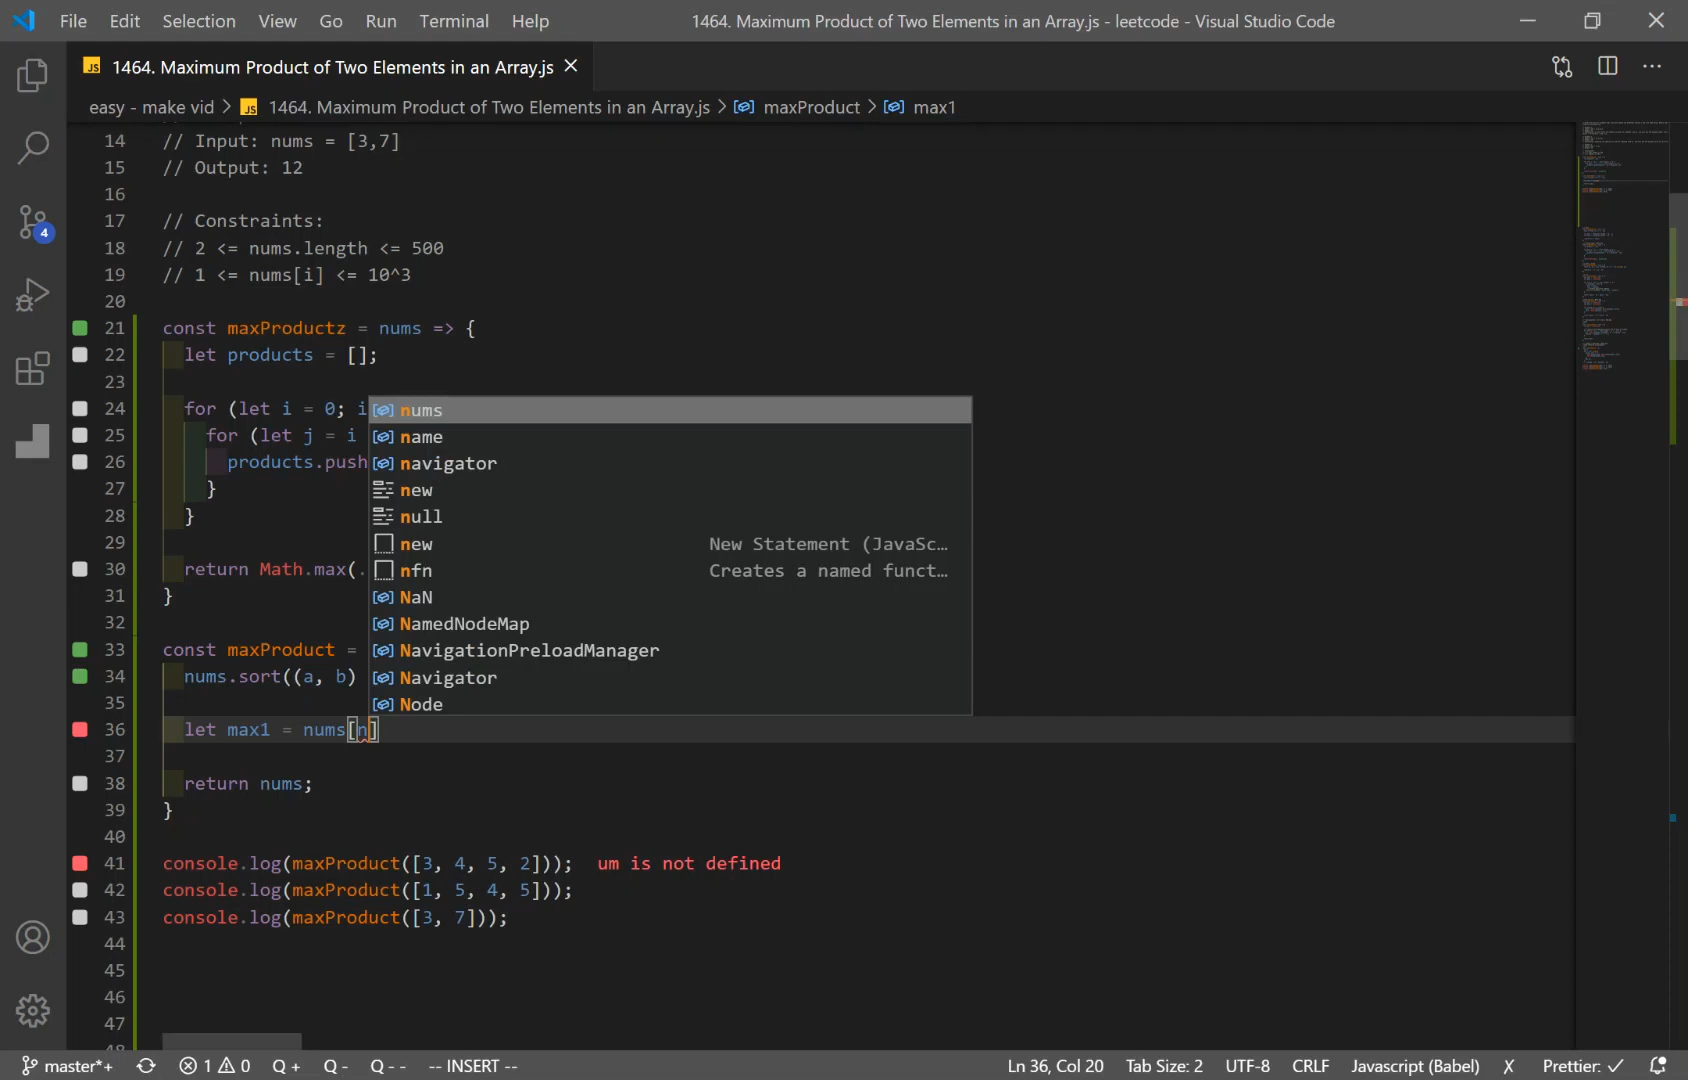 File Edit Selection View Go Run Terminal Help 1464. Maximum Product of Two Elements in an Array.js - leetcode - Visual Studio Code
JS 1464. Maximum Product of Two Elements in an Array.js
easy - make vid > JS 1464. Maximum Product of Two Elements in an Array.js > maxProduct > max1
14 // Input: nums = [3,7]
15 // Output: 12
16
17 // Constraints:
18 // 2 <= nums.length <= 500
19 // 1 <= nums[i] <= 10^3
20
21 const maxProductz = nums => {
22 let products = [];
23
24 for (let i = 0; i
25 for (let j = i
26 products.push
27 }
28 }
29
30 return Math.max(.
31 }
32
33 const maxProduct =
34 nums.sort((a, b)
35
36 let max1 = nums[n]
37
38 return nums;
39 }
40
41 console.log(maxProduct([3, 4, 5, 2])); um is not defined
42 console.log(maxProduct([1, 5, 4, 5]));
43 console.log(maxProduct([3, 7]));
44
45
46
47
nums
name
navigator
new
null
new New Statement (JavaSc…
nfn Creates a named funct…
NaN
NamedNodeMap
NavigationPreloadManager
Navigator
Node
4
master*+ 1 0 Q + Q - Q - - -- INSERT -- Ln 36, Col 20 Tab Size: 2 UTF-8 CRLF Javascript (Babel) X Prettier: ✓